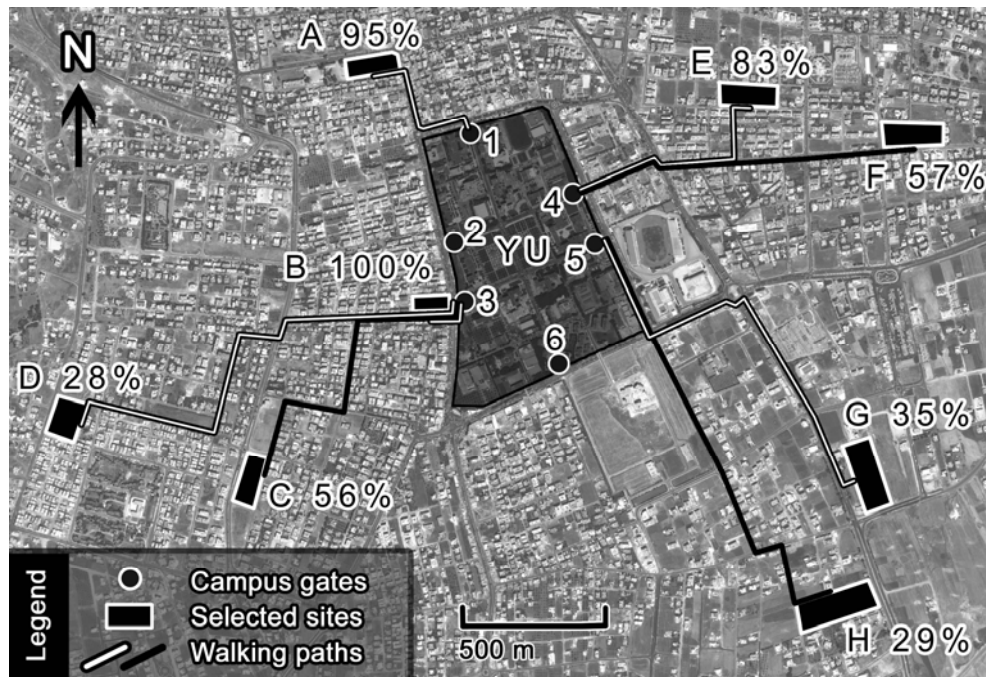 A 95%
N
E 83%
1
F 57%
4
2
YU
5
B 100%
3
6
D 28%
G 35%
C 56%
Legend
Campus gates
Selected sites
Walking paths
500 m
H 29%